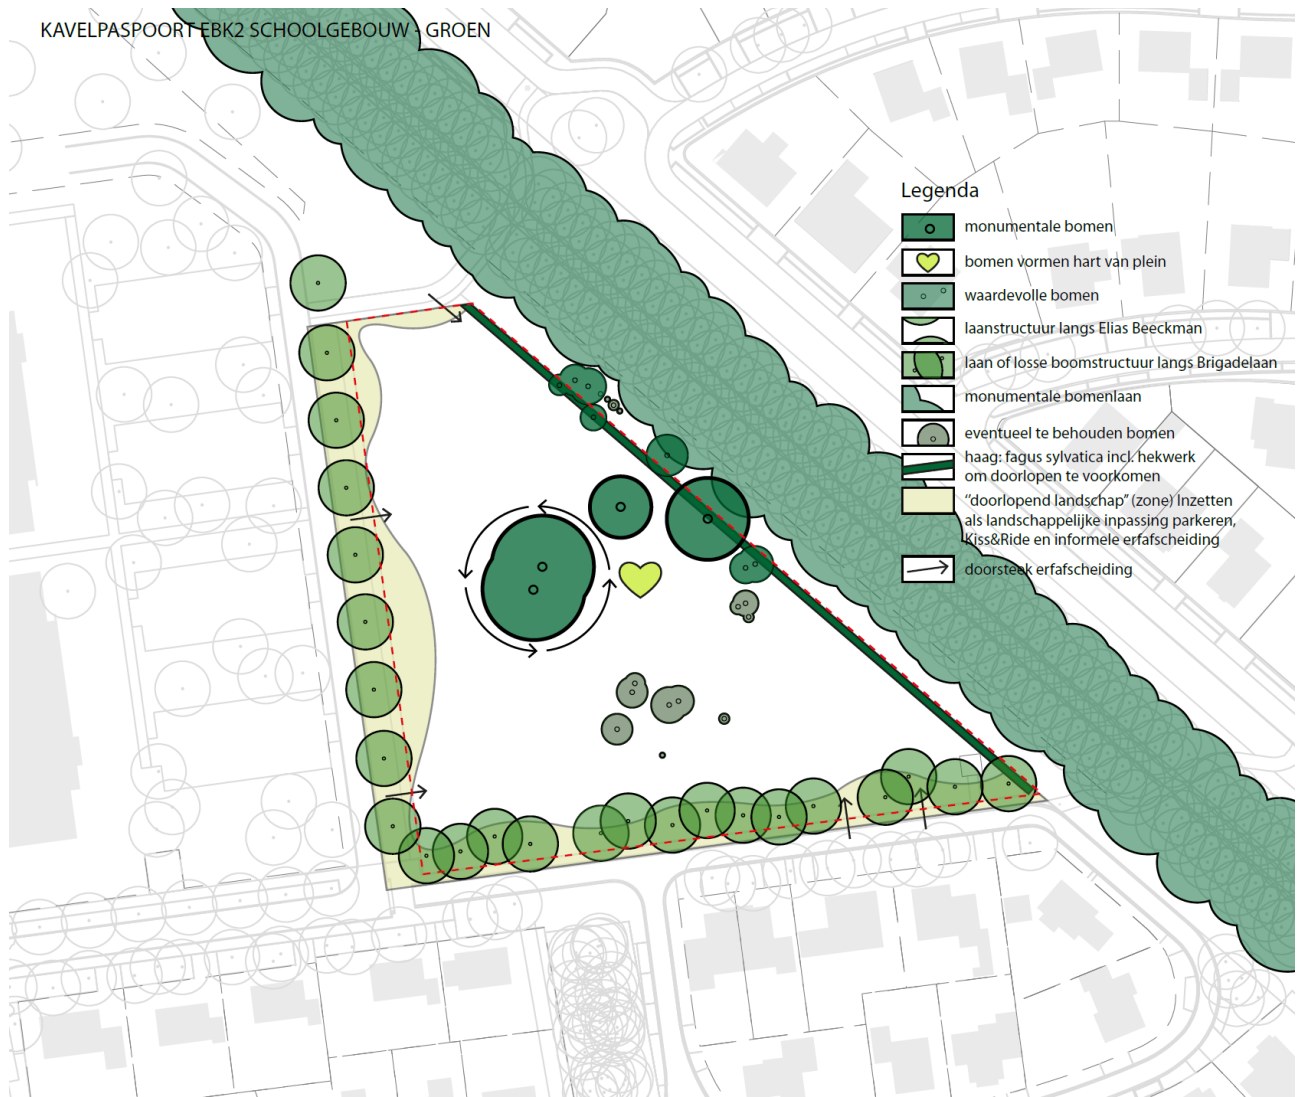 KAVELPASPOORT EBK2 SCHOOLGEBOUW - GROEN
Legenda
monumentale bomen
bomen vormen hart van plein
waardevolle bomen
laanstructuur langs Elias Beeckman
laan of losse boomstructuur langs Brigadelaan
monumentale bomenlaan
eventueel te behouden bomen
haag: fagus sylvatica incl. hekwerk
om doorlopen te voorkomen
"doorlopend landschap" (zone) Inzetten
als landschappelijke inpassing parkeren,
Kiss&Ride en informele erfafscheiding
doorsteek erfafscheiding